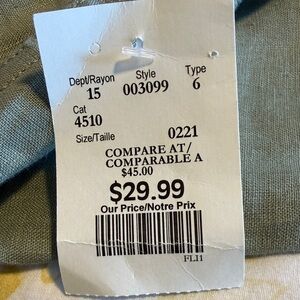 Dept/Rayon Style Type
15 003099 6
Cat
4510
Size/Taille 0221
COMPARE AT/
COMPARABLE A
$45.00
$29.99
Our Price/Notre Prix
FL11